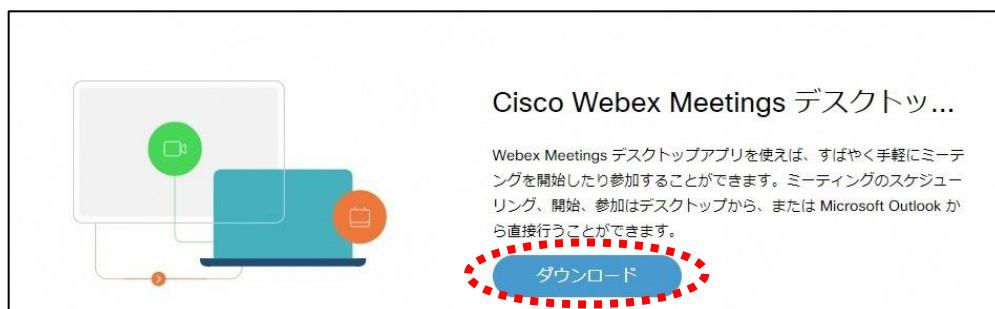 Cisco Webex Meetings デスクトッ...
Webex Meetings デスクトップアプリを使えば、すばやく手軽にミーテ
ィングを開始したり参加することができます。ミーティングのスケジュー
リング、開始、参加はデスクトップから、または Microsoft Outlook か
ら直接行うことができます。
ダウンロード